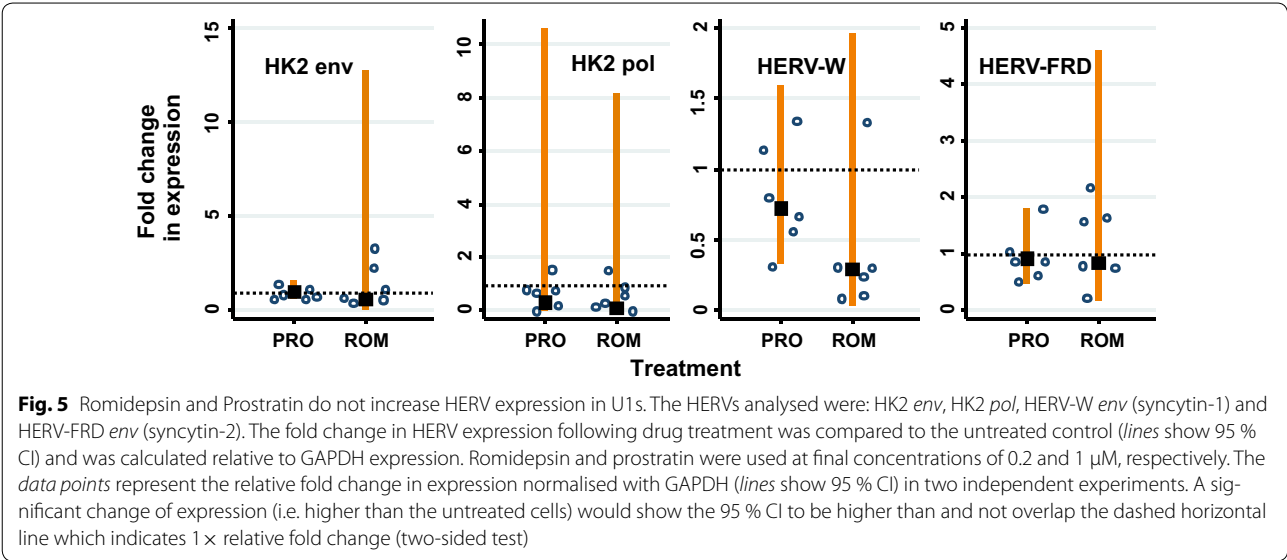 Fold change
in expression
15
10
5
0
HK2 env
PRO ROM
10
8
6
4
2
0
HK2 pol
PRO ROM
2
1.5
1
0.5
0
HERV-W
PRO ROM
5
4
3
2
1
0
HERV-FRD
PRO ROM
Treatment
Fig. 5 Romidepsin and Prostratin do not increase HERV expression in U1s. The HERVs analysed were: HK2 env, HK2 pol, HERV-W env (syncytin-1) and
HERV-FRD env (syncytin-2). The fold change in HERV expression following drug treatment was compared to the untreated control (lines show 95 %
CI) and was calculated relative to GAPDH expression. Romidepsin and prostratin were used at final concentrations of 0.2 and 1 µM, respectively. The
data points represent the relative fold change in expression normalised with GAPDH (lines show 95 % CI) in two independent experiments. A sig-
nificant change of expression (i.e. higher than the untreated cells) would show the 95 % CI to be higher than and not overlap the dashed horizontal
line which indicates 1× relative fold change (two-sided test)